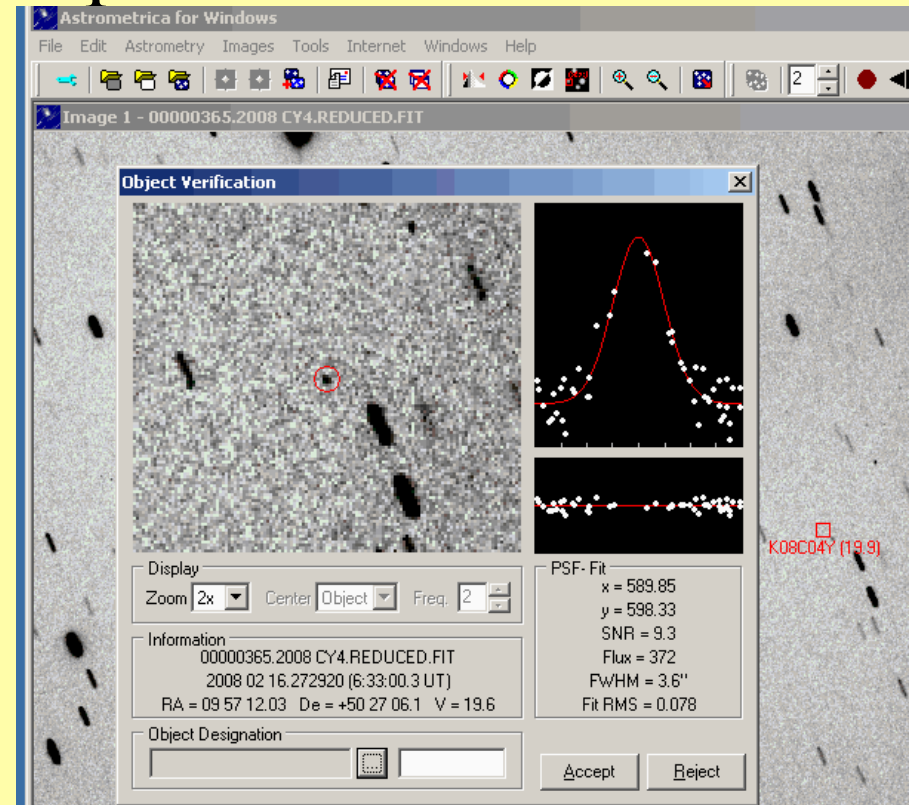 Astrometrica for Windows
File Edit Astrometry Images Tools Internet Windows Help
2
Image 1 - 00000365.2008 CY4.REDUCED.FIT
Object Verification
K08C04Y (19.9)
Display
Zoom 2x Center Object Freq. 2
Information
00000365.2008 CY4.REDUCED.FIT
2008 02 16.272920 (6:33:00.3 UT)
RA = 09 57 12.03 De = +50 27 06.1 V = 19.6
PSF- Fit
x = 589.85
y = 598.33
SNR = 9.3
Flux = 372
FWHM = 3.6''
Fit RMS = 0.078
Object Designation
...
Accept Reject